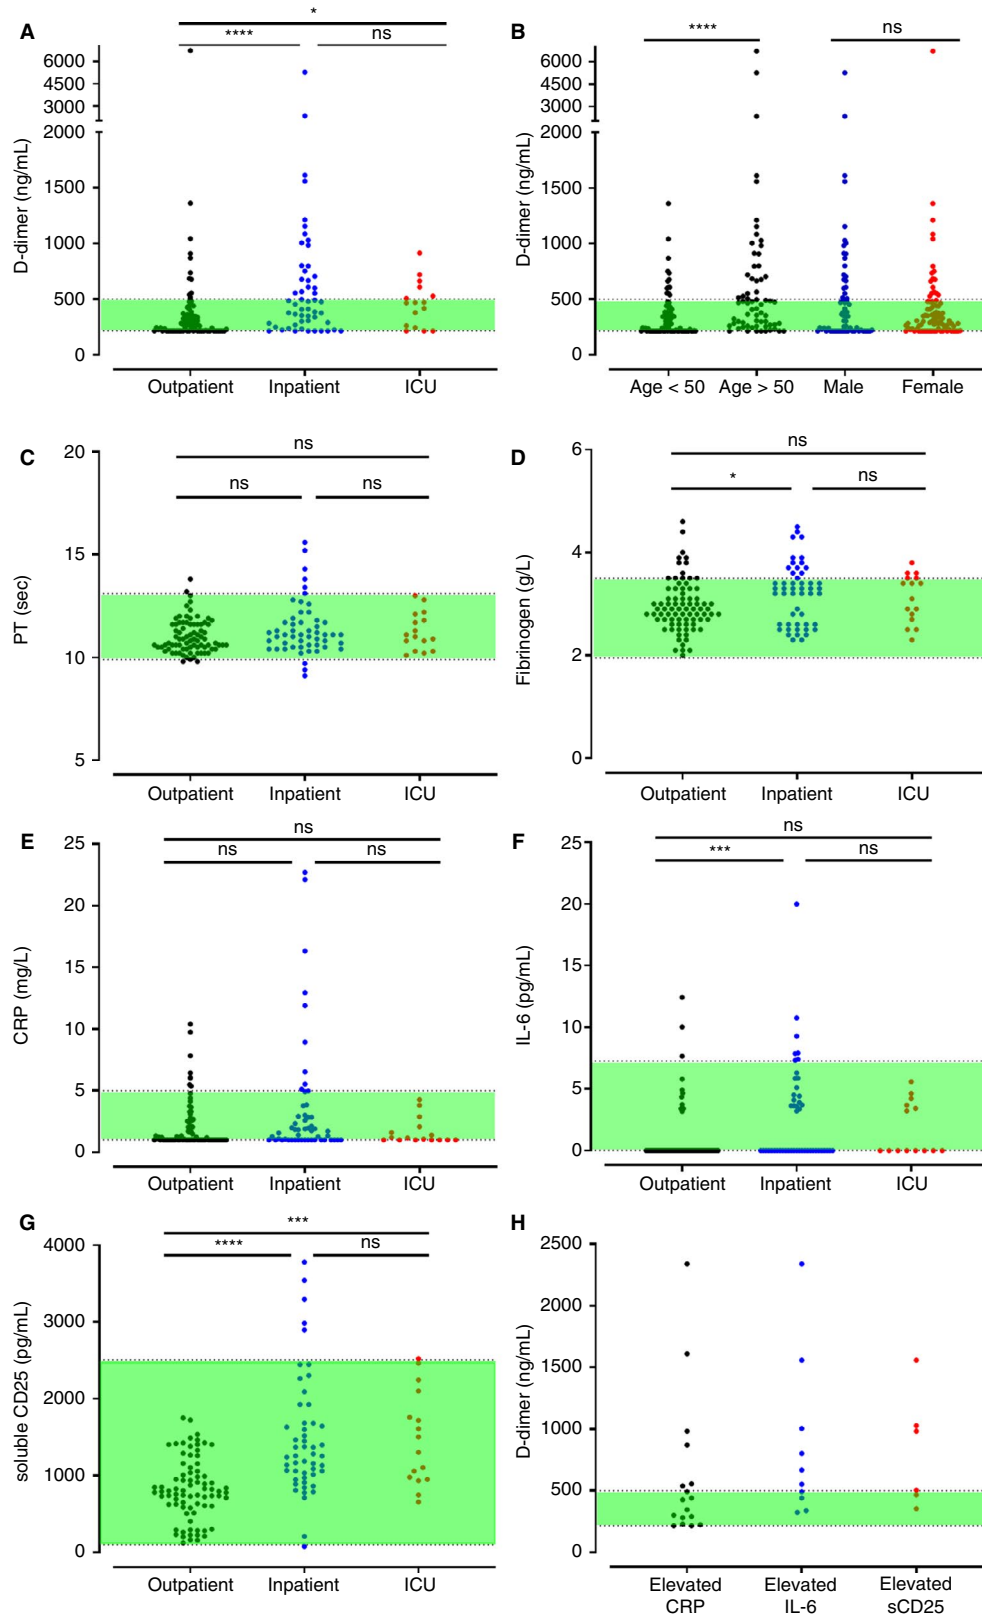 A
*
****
ns
D-dimer (ng/mL)
6000
4500
3000
2000
1500
1000
500
0
Outpatient
Inpatient
ICU
B
****
ns
D-dimer (ng/mL)
6000
4500
3000
2000
1500
1000
500
0
Age < 50
Age > 50
Male
Female
C
ns
ns
ns
PT (sec)
20
15
10
5
Outpatient
Inpatient
ICU
D
ns
*
ns
Fibrinogen (g/L)
6
4
2
0
Outpatient
Inpatient
ICU
E
ns
ns
ns
CRP (mg/L)
25
20
15
10
5
0
Outpatient
Inpatient
ICU
F
ns
***
ns
IL-6 (pg/mL)
25
20
15
10
5
0
Outpatient
Inpatient
ICU
G
***
****
ns
soluble CD25 (pg/mL)
4000
3000
2000
1000
0
Outpatient
Inpatient
ICU
H
D-dimer (ng/mL)
2500
2000
1500
1000
500
0
Elevated
CRP
Elevated
IL-6
Elevated
sCD25